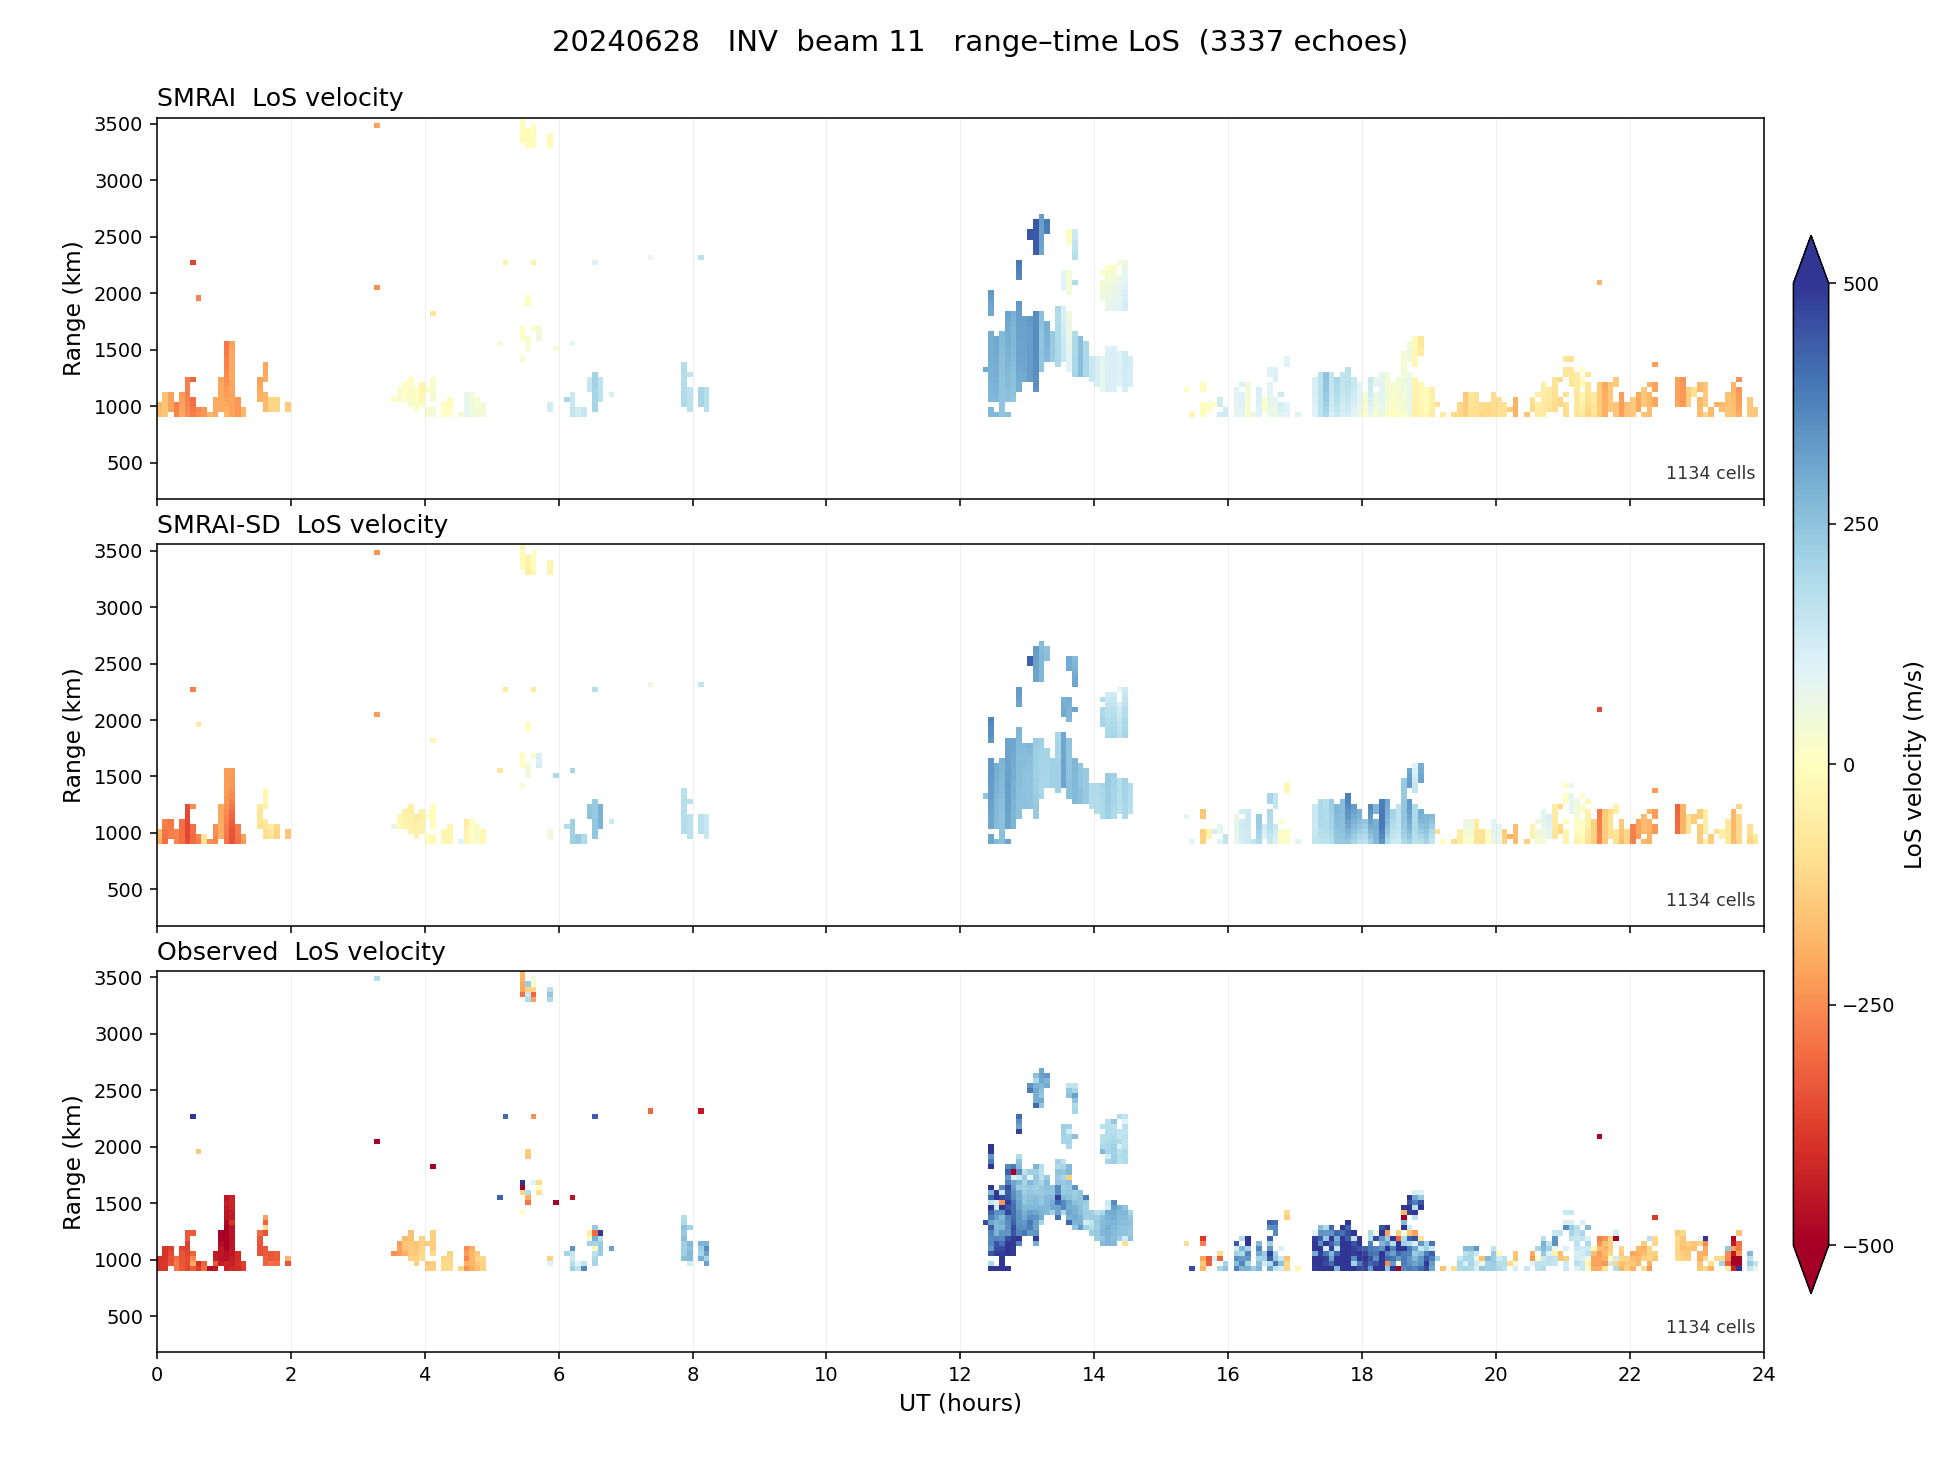 20240628   INV  beam 11   range–time LoS  (3337 echoes)
SMRAI  LoS velocity
3500
3000
2500
2000
1500
1000
500
Range (km)
1134 cells
SMRAI-SD  LoS velocity
3500
3000
2500
2000
1500
1000
500
Range (km)
1134 cells
Observed  LoS velocity
3500
3000
2500
2000
1500
1000
500
Range (km)
1134 cells
0 2 4 6 8 10 12 14 16 18 20 22 24
UT (hours)
500
250
0
−250
−500
LoS velocity (m/s)